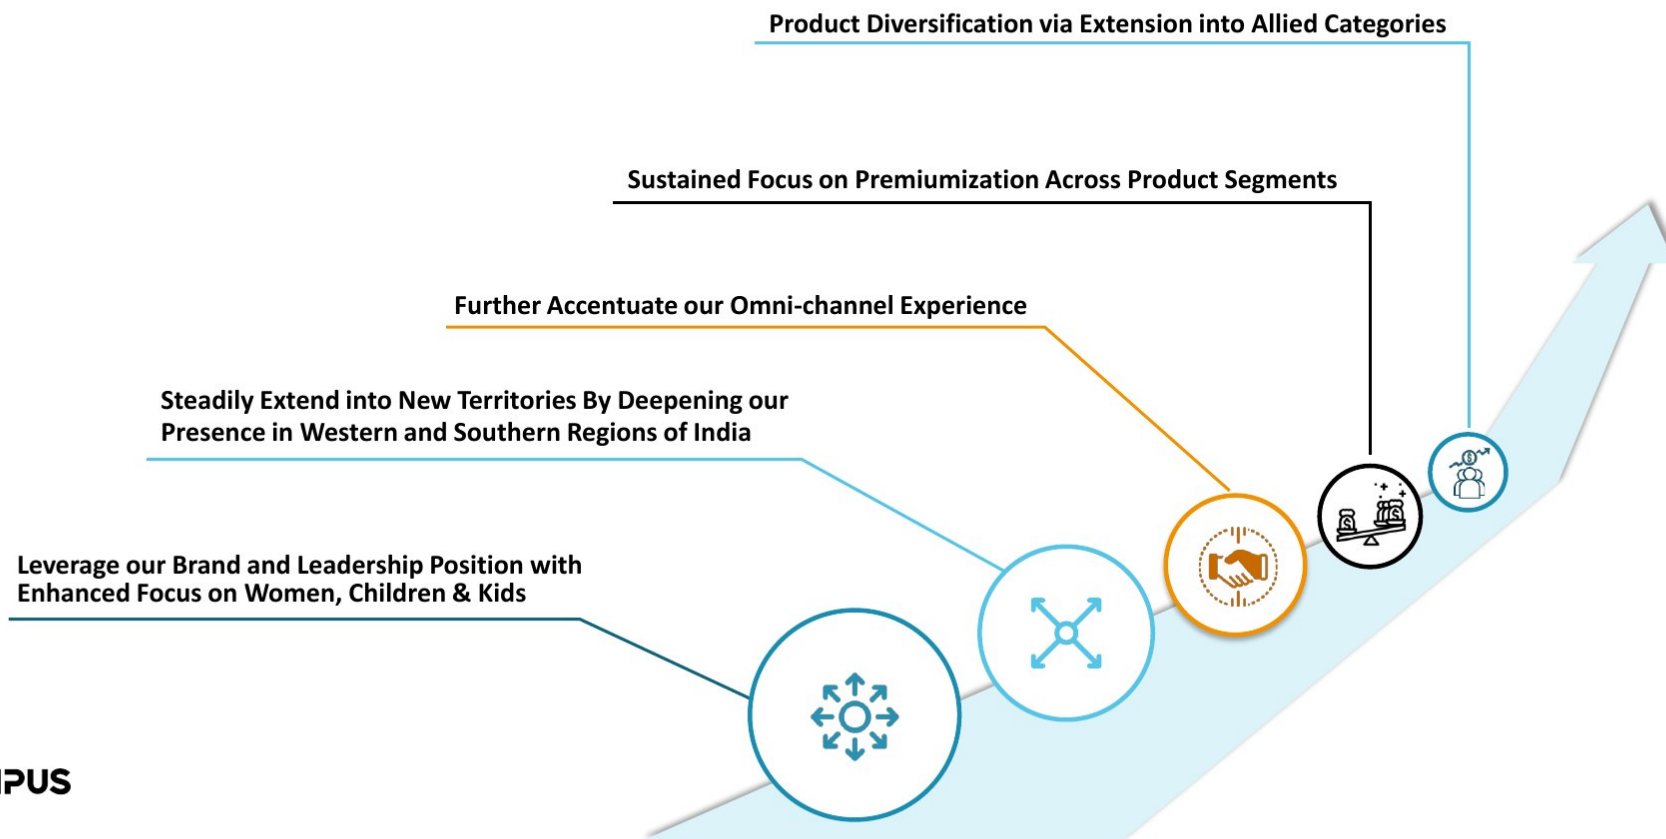 Product Diversification via Extension into Allied Categories
Sustained Focus on Premiumization Across Product Segments
Further Accentuate our Omni-channel Experience
Steadily Extend into New Territories By Deepening our
Presence in Western and Southern Regions of India
Leverage our Brand and Leadership Position with
Enhanced Focus on Women, Children & Kids